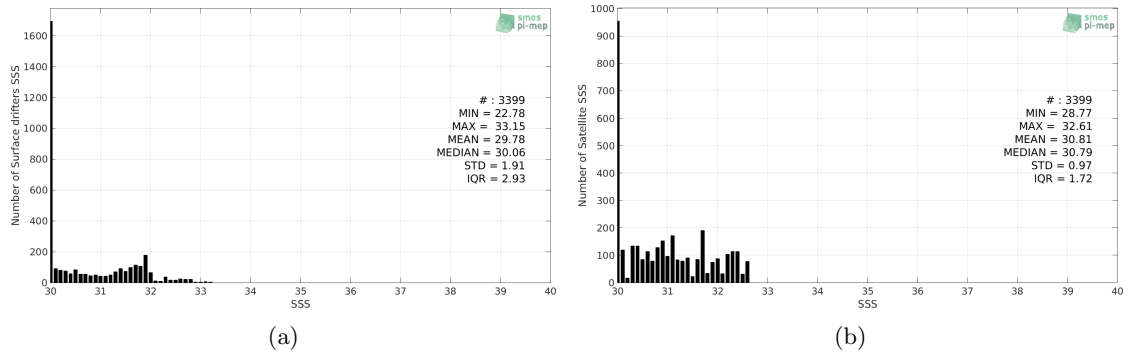 smos
pi-mep
Number of Surface drifters SSS
1600
1400
1200
1000
800
600
400
200
0
# : 3399
MIN = 22.78
MAX = 33.15
MEAN = 29.78
MEDIAN = 30.06
STD = 1.91
IQR = 2.93
30 31 32 33 34 35 36 37 38 39 40
SSS
(a)
smos
pi-mep
Number of Satellite SSS
1000
900
800
700
600
500
400
300
200
100
0
# : 3399
MIN = 28.77
MAX = 32.61
MEAN = 30.81
MEDIAN = 30.79
STD = 0.97
IQR = 1.72
30 31 32 33 34 35 36 37 38 39 40
SSS
(b)